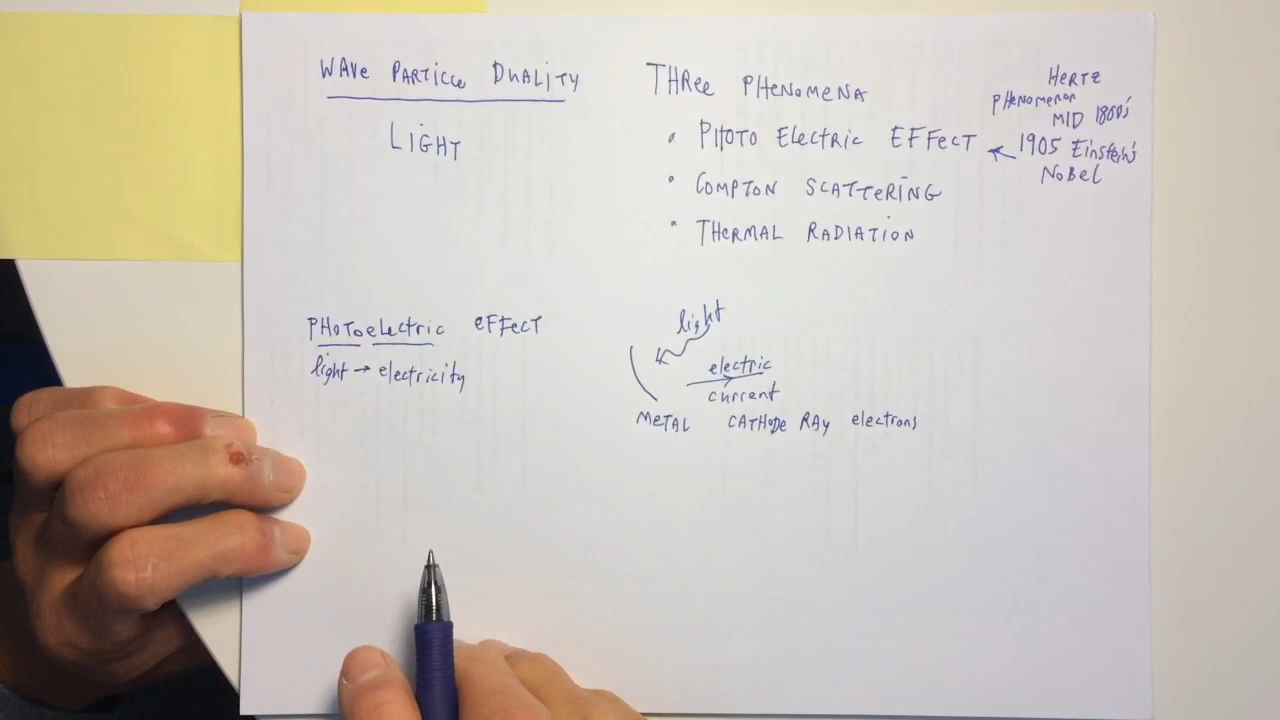 WAVE PARTICLE DUALITY
LIGHT
THREE PHENOMENA
• PHOTO ELECTRIC EFFECT
• COMPTON SCATTERING
• THERMAL RADIATION
HERTZ
PHENOMENON
MID 1880's
1905 Einstein's
NOBEL
PHOTOELECTRIC EFFECT
light → electricity
light
electric
current
METAL CATHODE RAY electrons